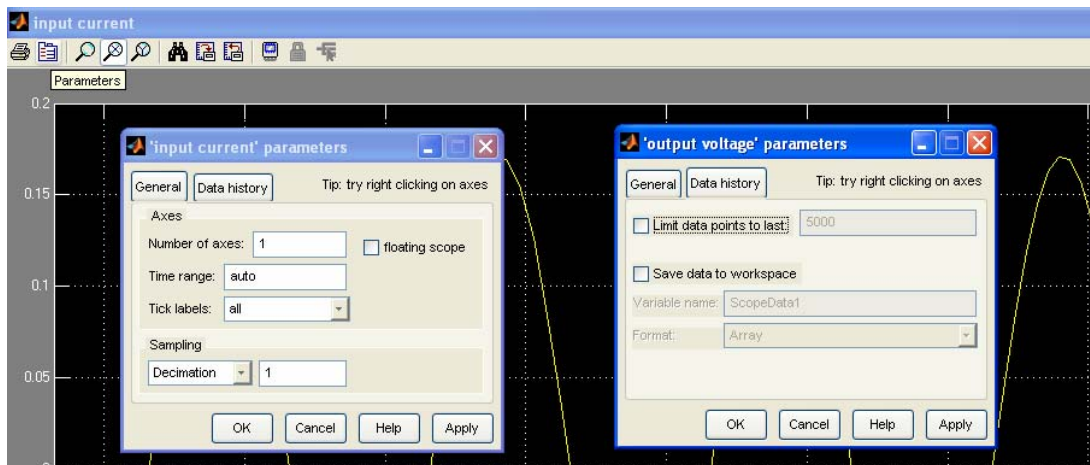 input current
Parameters
0.2
0.15
0.1
0.05
0
'input current' parameters
General
Data history
Tip: try right clicking on axes
Axes
Number of axes: 1
floating scope
Time range: auto
Tick labels: all
Sampling
Decimation 1
OK Cancel Help Apply
'output voltage' parameters
General
Data history
Tip: try right clicking on axes
Limit data points to last: 5000
Save data to workspace
Variable name: ScopeData1
Format: Array
OK Cancel Help Apply